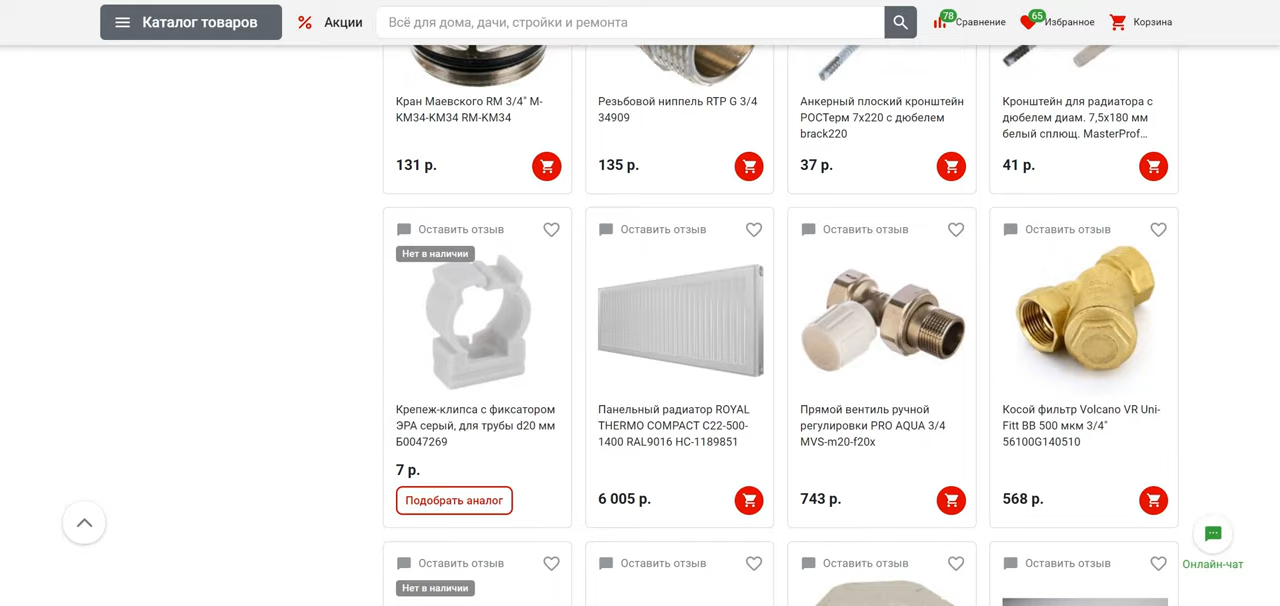 Каталог товаров
% Акции
Всё для дома, дачи, стройки и ремонта
78
Сравнение
65
Избранное
Корзина
Кран Маевского RM 3/4" M-
KM34-KM34 RM-KM34
131 р.
Резьбовой ниппель RTP G 3/4
34909
135 р.
Анкерный плоский кронштейн
РОСТерм 7x220 с дюбелем
brack220
37 р.
Кронштейн для радиатора с
дюбелем диам. 7,5x180 мм
белый сплющ. MasterProf...
41 р.
Оставить отзыв
Нет в наличии
Крепеж-клипса с фиксатором
ЭРА серый, для трубы d20 мм
Б0047269
7 р.
Подобрать аналог
Оставить отзыв
Панельный радиатор ROYAL
THERMO COMPACT C22-500-
1400 RAL9016 НС-1189851
6 005 р.
Оставить отзыв
Прямой вентиль ручной
регулировки PRO AQUA 3/4
MVS-m20-f20x
743 р.
Оставить отзыв
Косой фильтр Volcano VR Uni-
Fitt ВВ 500 мкм 3/4"
56100G140510
568 р.
Оставить отзыв
Нет в наличии
Оставить отзыв
Оставить отзыв
Оставить отзыв
Онлайн-чат